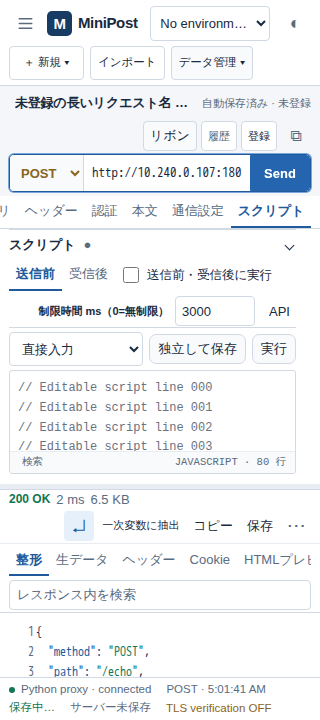 M MiniPost No environm…
＋ 新規 ▾ インポート データ管理 ▾
未登録の長いリクエスト名 … 自動保存済み · 未登録
リボン 履歴 登録
POST http://10.240.0.107:180 Send
リ ヘッダー 認証 本文 通信設定 スクリプト
スクリプト ●
送信前 受信後 送信前・受信後に実行
制限時間 ms（0=無制限） 3000 API
直接入力 独立して保存 実行
// Editable script line 000
// Editable script line 001
// Editable script line 002
// Editable script line 003
検索 JAVASCRIPT · 80 行
200 OK 2 ms 6.5 KB
一次変数に抽出 コピー 保存 ···
整形 生データ ヘッダー Cookie HTMLプレビ
レスポンス内を検索
1 {
2 "method": "POST",
3 "path": "/echo",
Python proxy · connected POST · 5:01:41 AM
保存中… サーバー未保存 TLS verification OFF